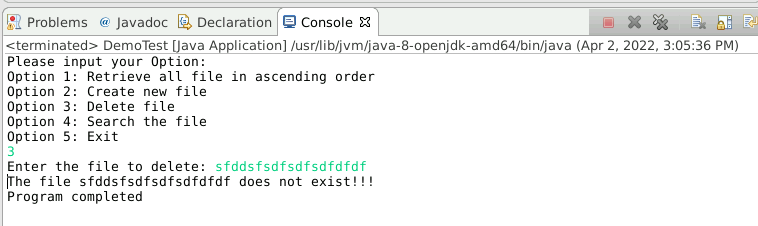 Problems @ Javadoc Declaration Console
<terminated> DemoTest [Java Application] /usr/lib/jvm/java-8-openjdk-amd64/bin/java (Apr 2, 2022, 3:05:36 PM)
Please input your Option:
Option 1: Retrieve all file in ascending order
Option 2: Create new file
Option 3: Delete file
Option 4: Search the file
Option 5: Exit
3
Enter the file to delete: sfddsfsdfsdfsdfdfdf
The file sfddsfsdfsdfsdfdfdf does not exist!!!
Program completed